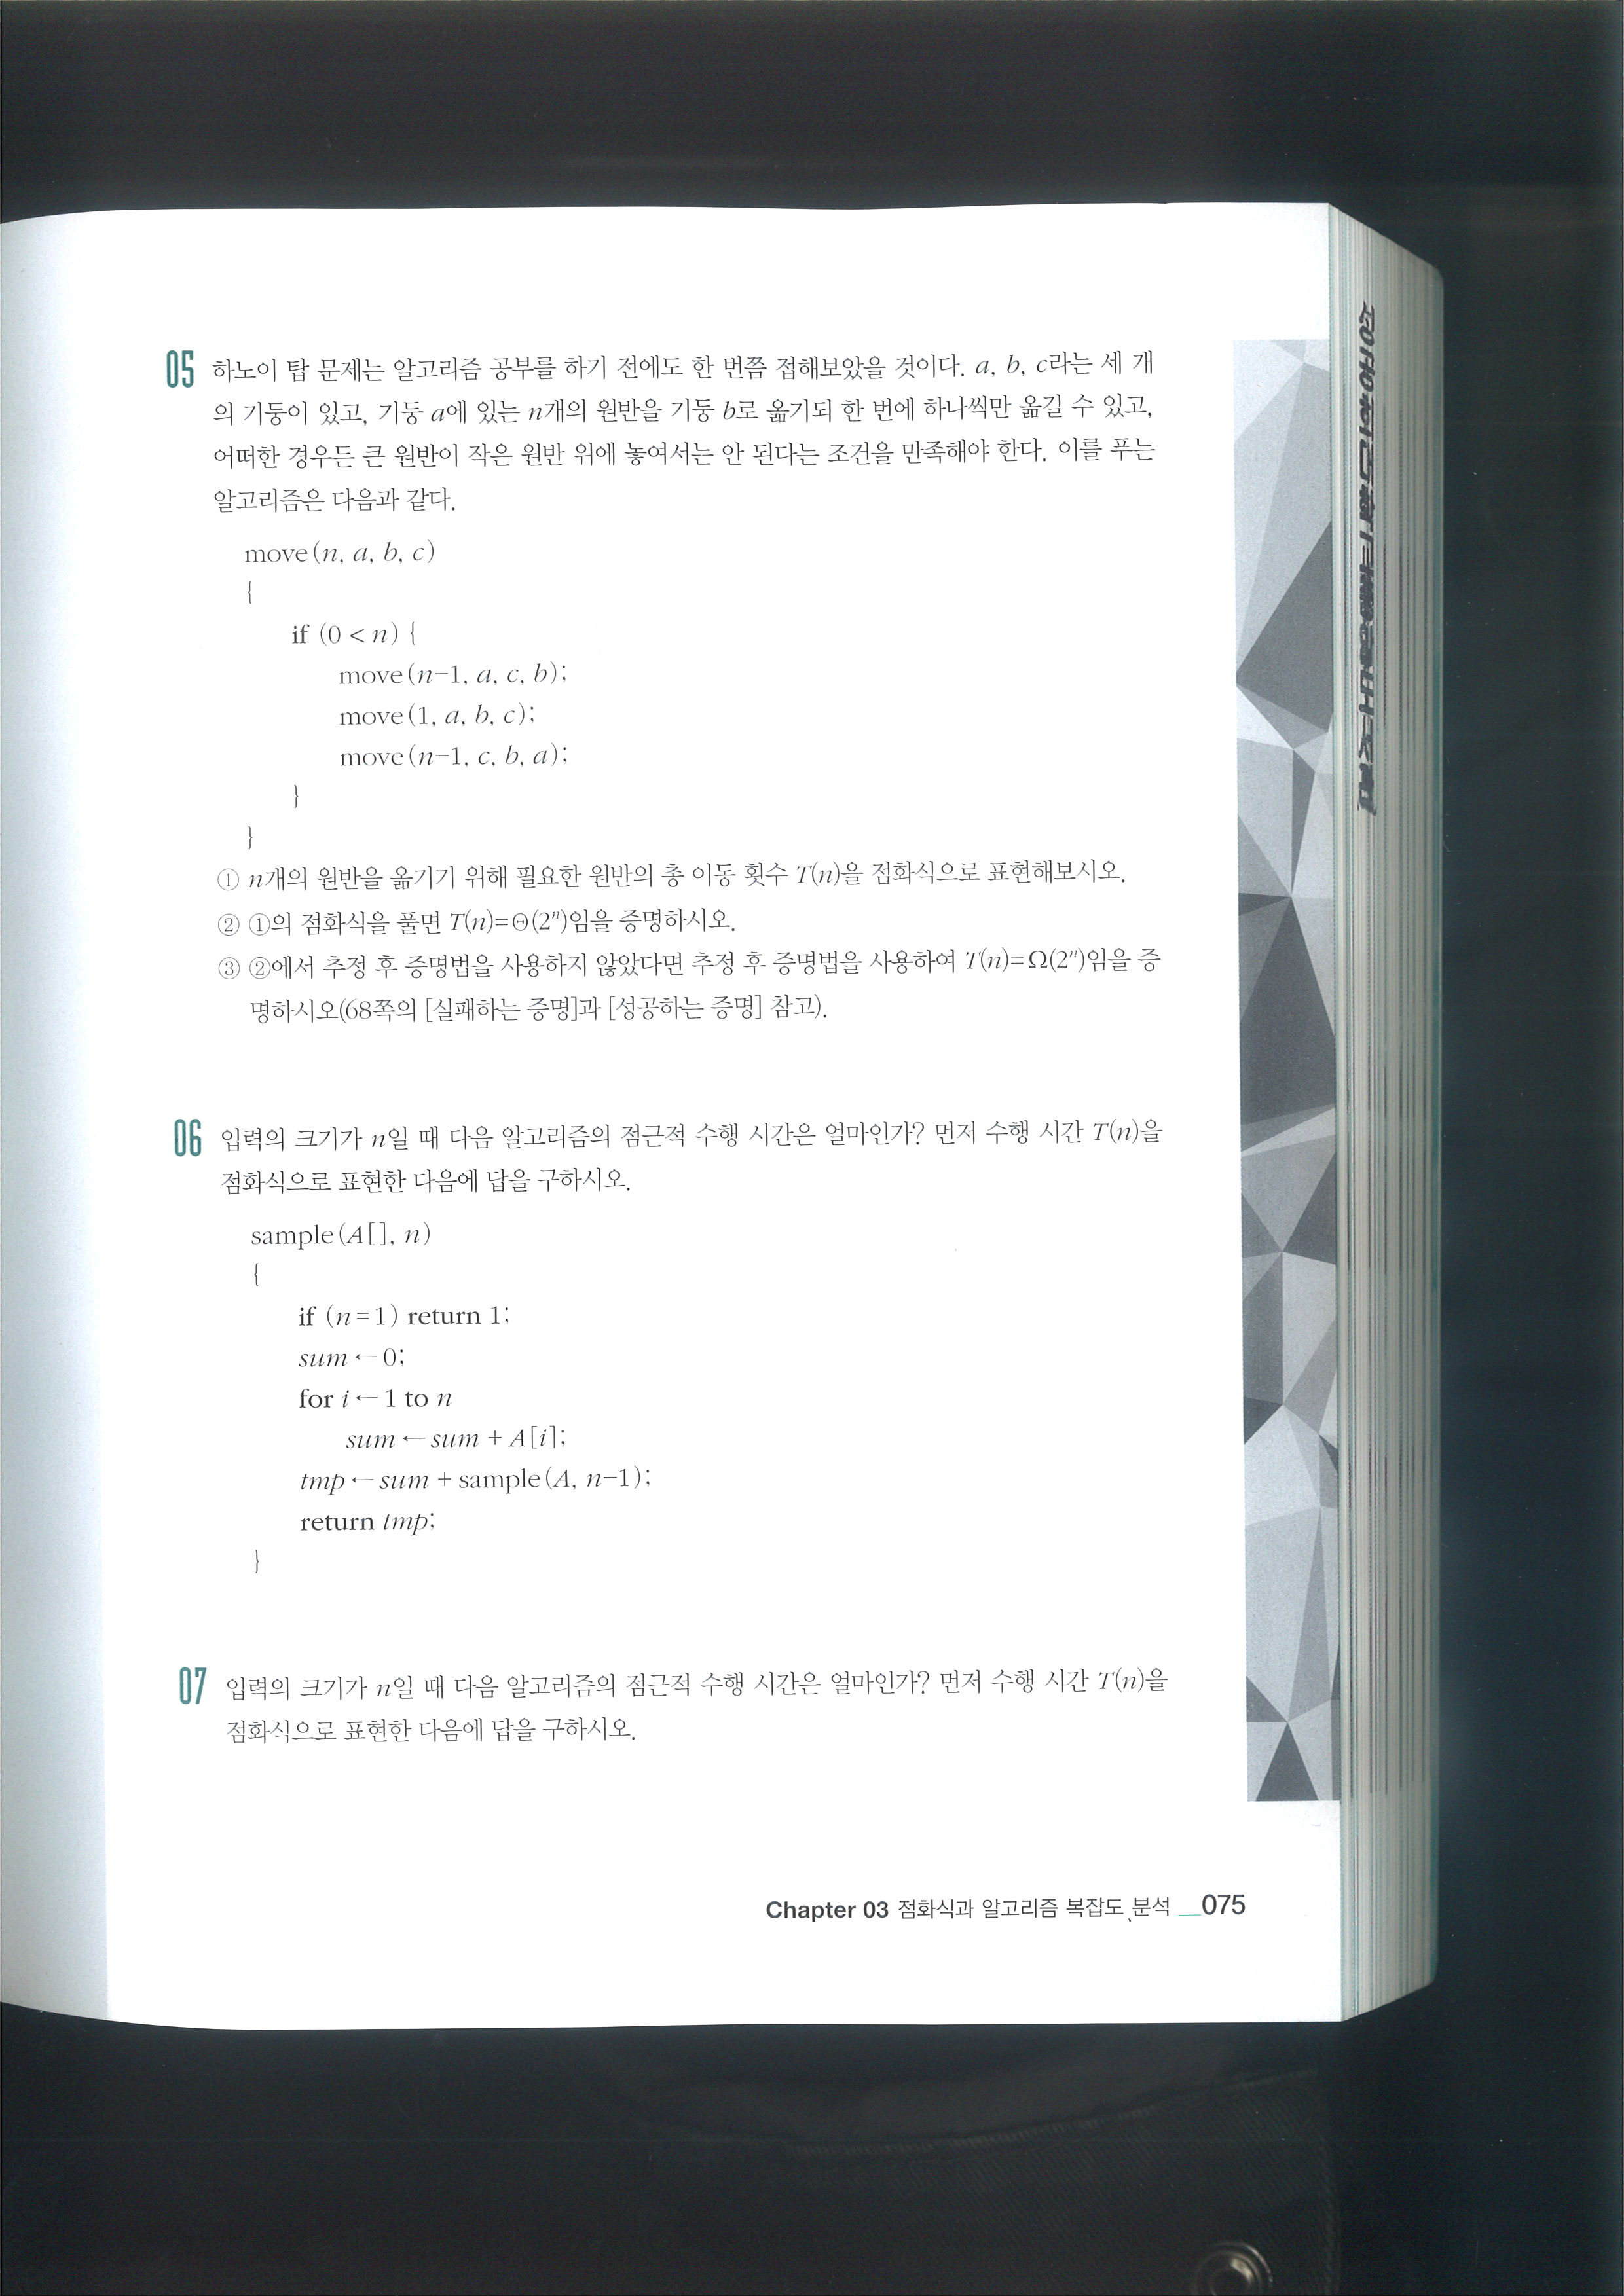 05 하노이 탑 문제는 알고리즘 공부를 하기 전에도 한 번쯤 접해보았을 것이다. a, b, c라는 세 개
의 기둥이 있고, 기둥 a에 있는 n개의 원반을 기둥 b로 옮기되 한 번에 하나씩만 옮길 수 있고,
어떠한 경우든 큰 원반이 작은 원반 위에 놓여서는 안 된다는 조건을 만족해야 한다. 이를 푸는
알고리즘은 다음과 같다.
move(n, a, b, c)
{
if (0 < n) {
move(n-1, a, c, b);
move(1, a, b, c);
move(n-1, c, b, a);
}
}
① n개의 원반을 옮기기 위해 필요한 원반의 총 이동 횟수 T(n)을 점화식으로 표현해보시오.
② ①의 점화식을 풀면 T(n)=Θ(2ⁿ)임을 증명하시오.
③ ②에서 추정 후 증명법을 사용하지 않았다면 추정 후 증명법을 사용하여 T(n)=Ω(2ⁿ)임을 증
명하시오(68쪽의 [실패하는 증명]과 [성공하는 증명] 참고).
06 입력의 크기가 n일 때 다음 알고리즘의 점근적 수행 시간은 얼마인가? 먼저 수행 시간 T(n)을
점화식으로 표현한 다음에 답을 구하시오.
sample(A[], n)
{
if (n=1) return 1;
sum ← 0;
for i ← 1 to n
sum ← sum + A[i];
tmp ← sum + sample(A, n-1);
return tmp;
}
07 입력의 크기가 n일 때 다음 알고리즘의 점근적 수행 시간은 얼마인가? 먼저 수행 시간 T(n)을
점화식으로 표현한 다음에 답을 구하시오.
Chapter 03 점화식과 알고리즘 복잡도 분석 __075